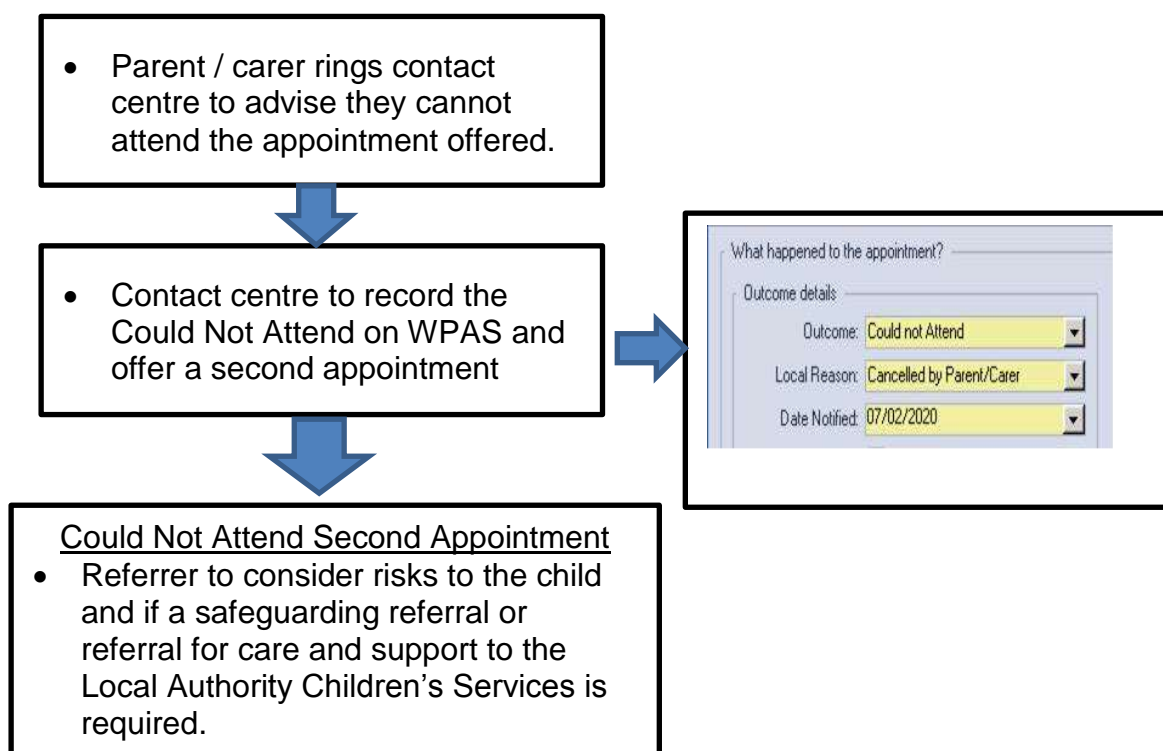 • Parent / carer rings contact
centre to advise they cannot
attend the appointment offered.
• Contact centre to record the
Could Not Attend on WPAS and
offer a second appointment
What happened to the appointment?
Outcome details
Outcome: Could not Attend
Local Reason: Cancelled by Parent/Carer
Date Notified: 07/02/2020
Could Not Attend Second Appointment
• Referrer to consider risks to the child
and if a safeguarding referral or
referral for care and support to the
Local Authority Children’s Services is
required.